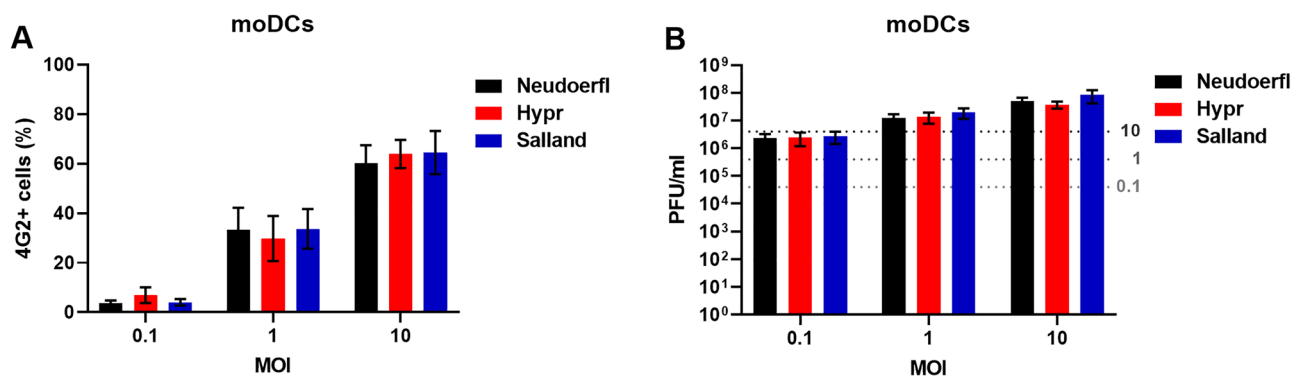 A
moDCs
4G2+ cells (%)
100
80
60
40
20
0
0.1
1
10
MOI
Neudoerfl
Hypr
Salland
B
moDCs
PFU/ml
10⁹
10⁸
10⁷
10⁶
10⁵
10⁴
10³
10²
10¹
10⁰
10
1
0.1
0.1
1
10
MOI
Neudoerfl
Hypr
Salland